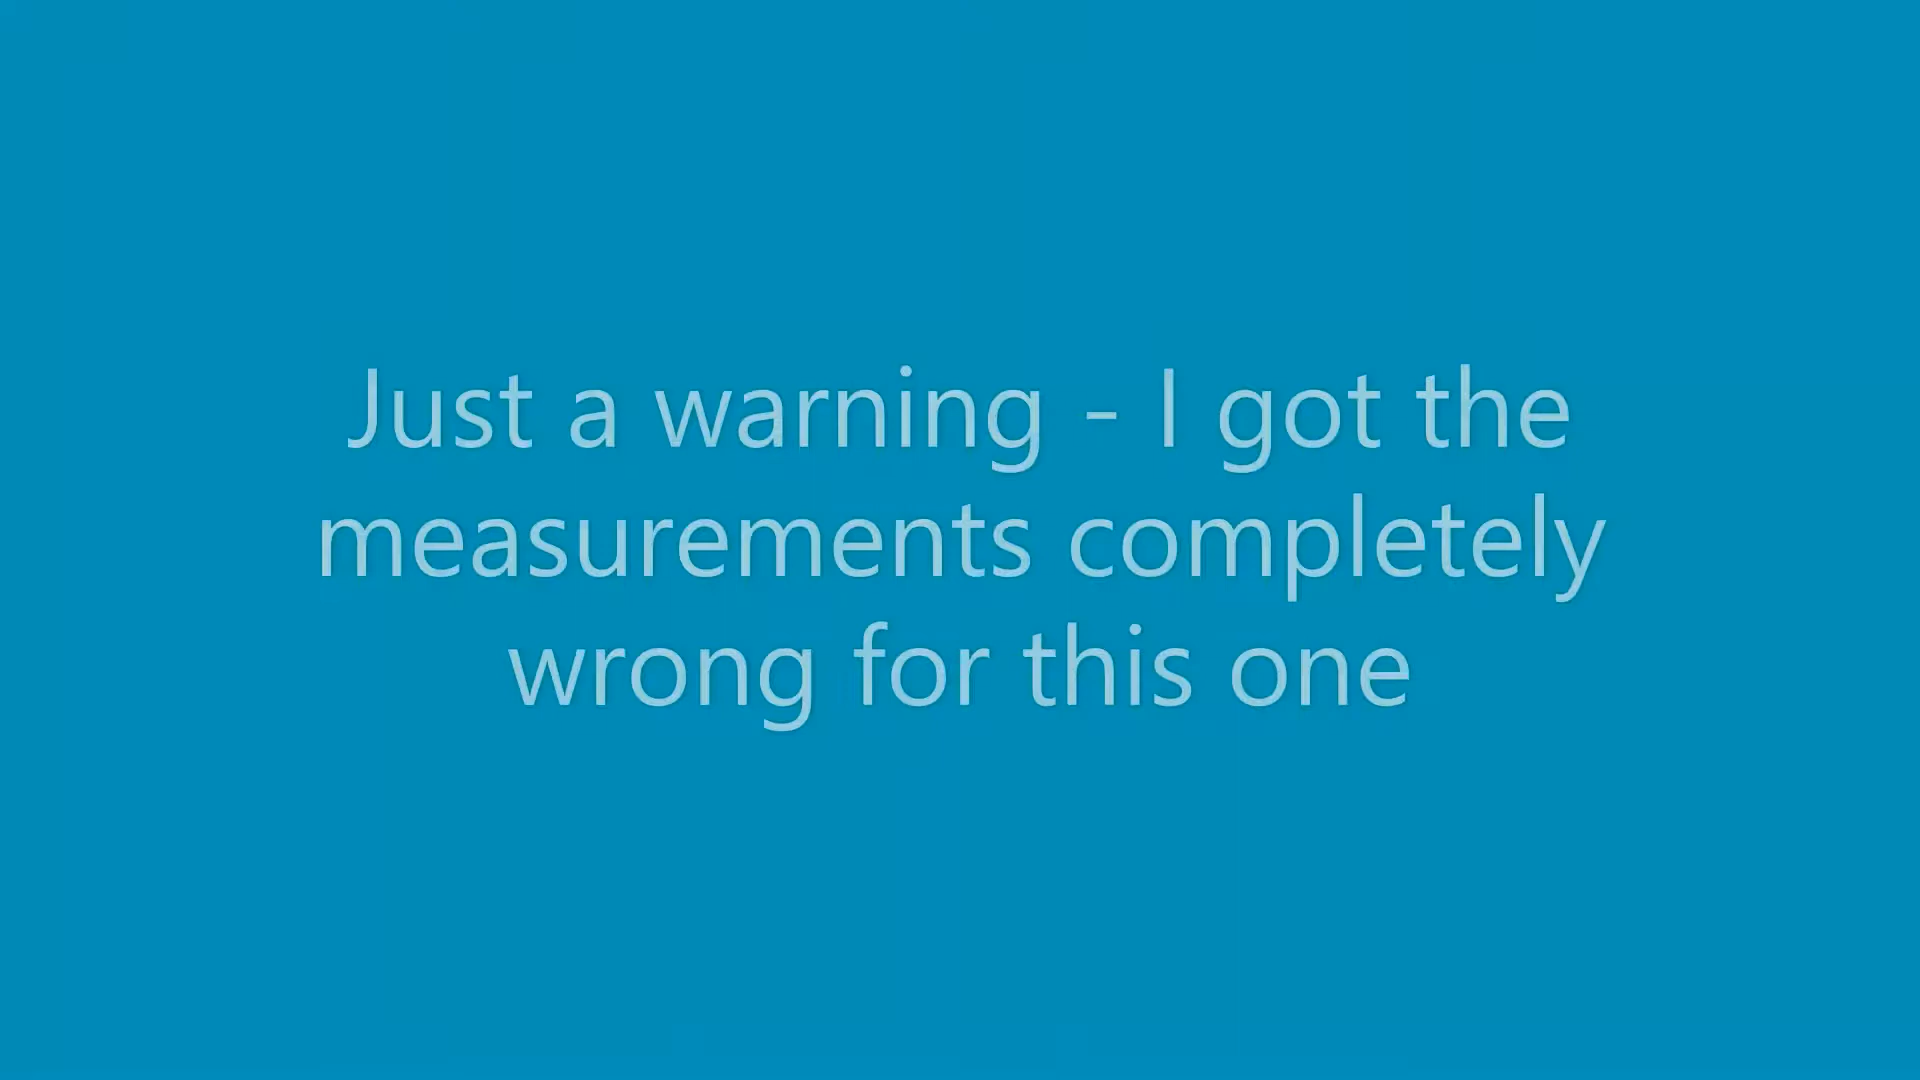 Just a warning - I got the
measurements completely
wrong for this one